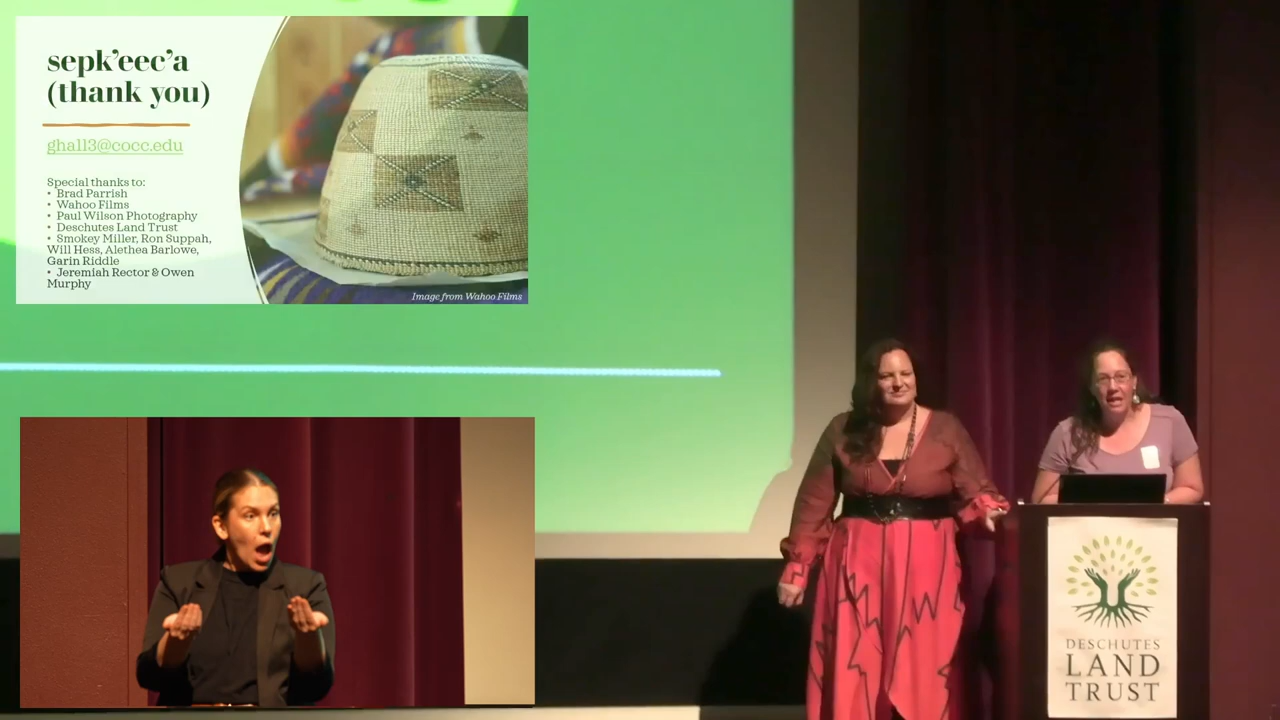 sepk'eec'a
(thank you)
ghall3@cocc.edu
Special thanks to:
• Brad Parrish
• Wahoo Films
• Paul Wilson Photography
• Deschutes Land Trust
• Smokey Miller, Ron Suppah,
Will Hess, Alethea Barlowe,
Garin Riddle
• Jeremiah Rector & Owen
Murphy
Image from Wahoo Films
DESCHUTES
LAND
TRUST